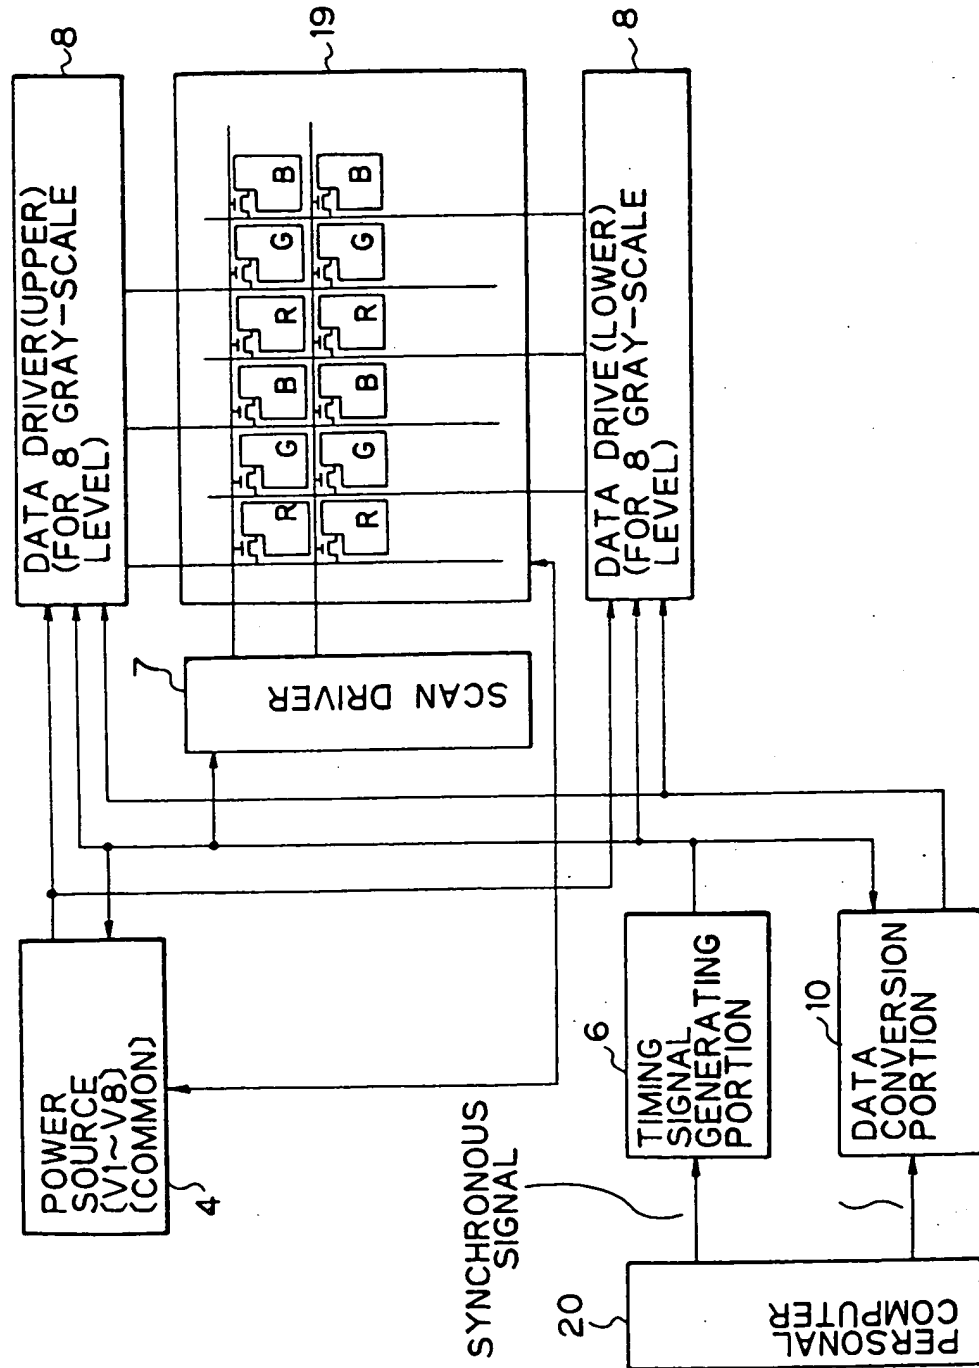 DATA DRIVER (UPPER)
(FOR 8 GRAY-SCALE
LEVEL)
8
19
R
G
B
R
G
B
R
G
B
R
G
B
DATA DRIVE (LOWER)
(FOR 8 GRAY-SCALE
LEVEL)
8
7
SCAN DRIVER
POWER
SOURCE
(V1~V8)
(COMMON)
4
6
TIMING
SIGNAL
GENERATING
PORTION
10
DATA
CONVERSION
PORTION
SYNCHRONOUS
SIGNAL
20
PERSONAL
COMPUTER